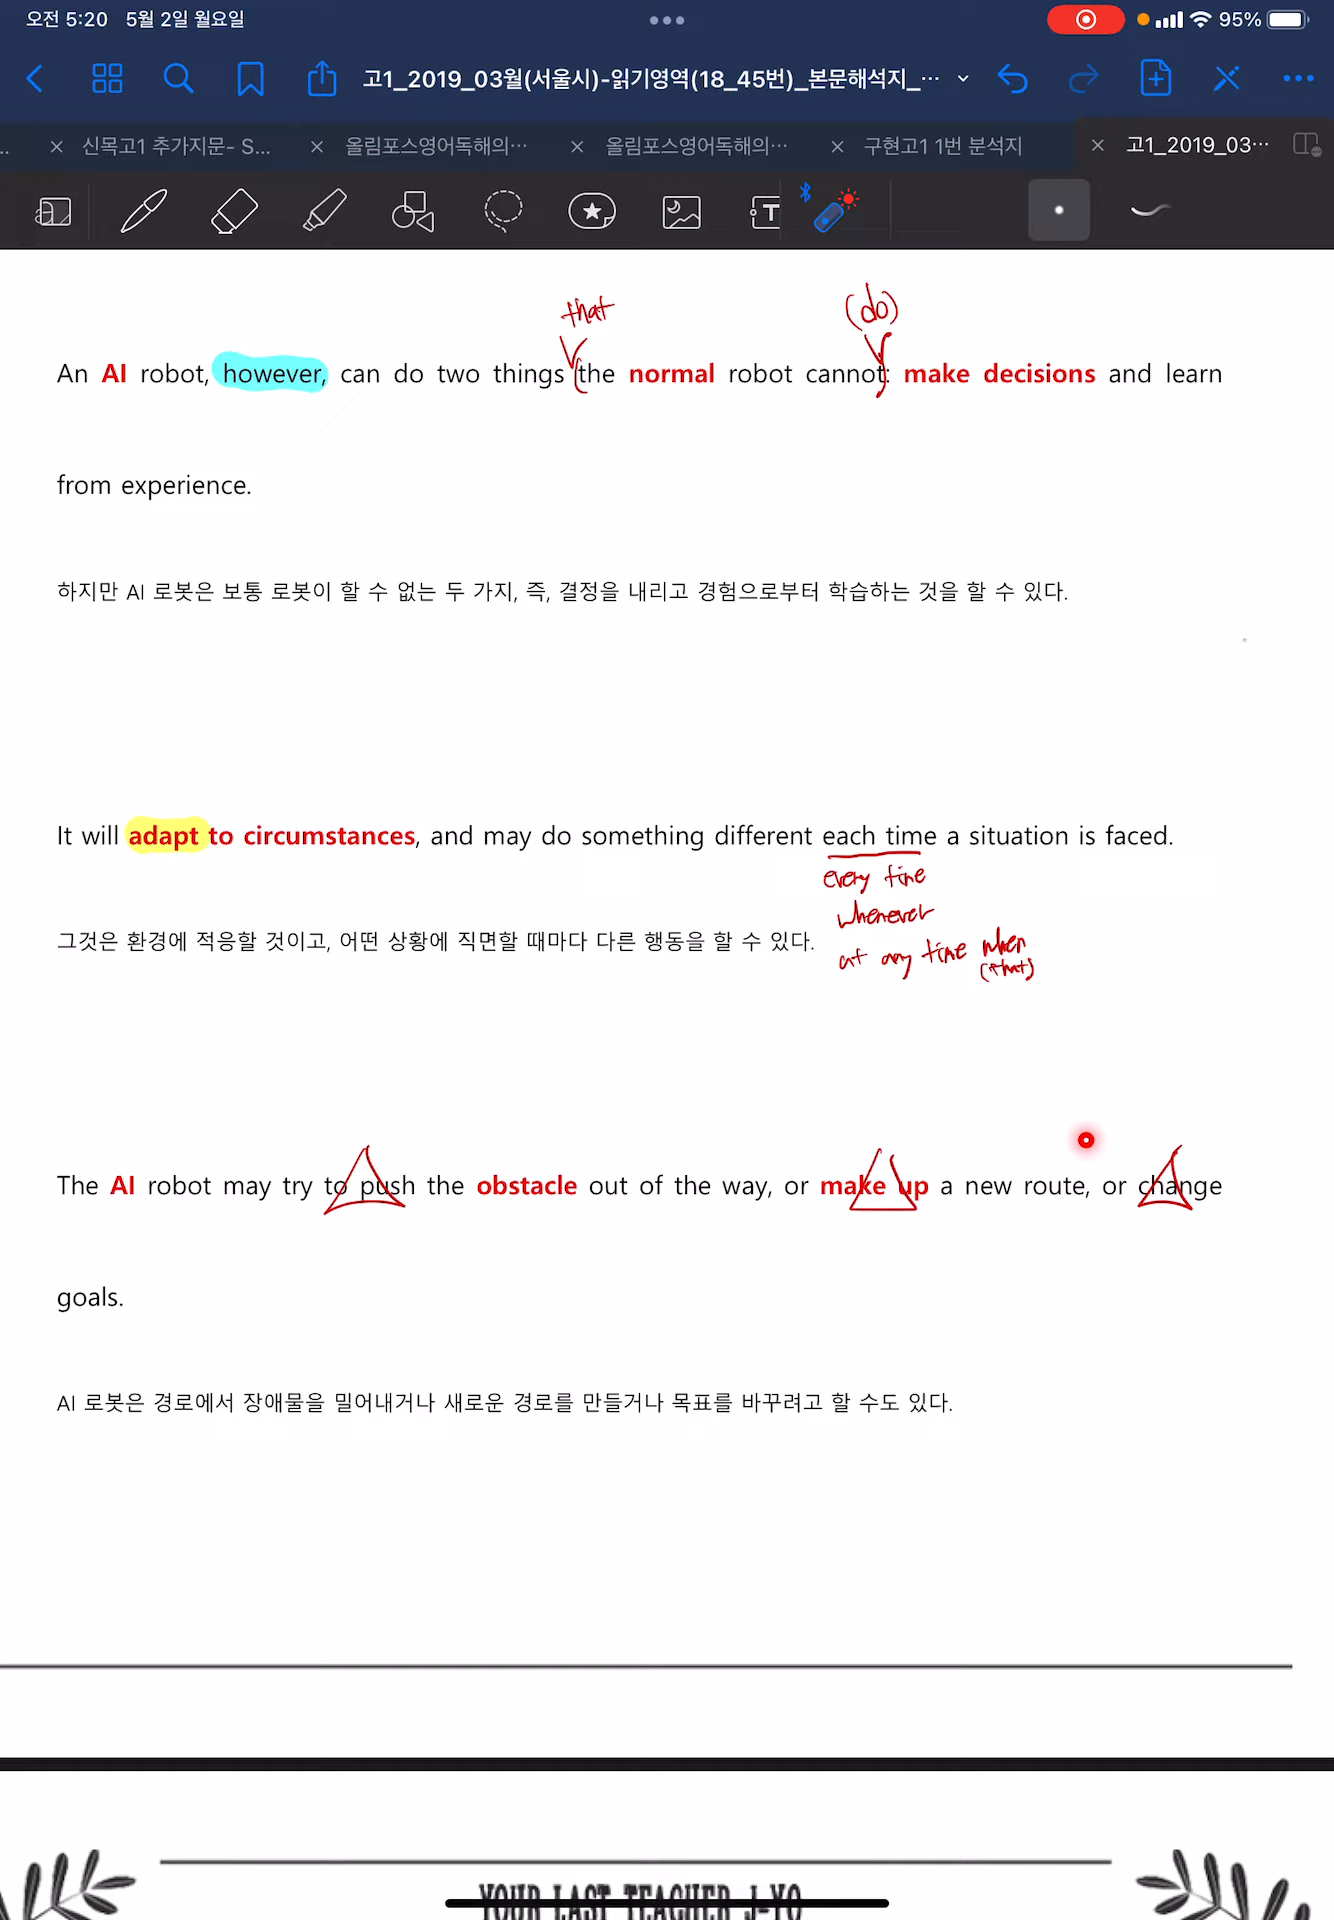 오전 5:20 5월 2일 월요일
95%
고1_2019_03월(서울시)-읽기영역(18_45번)_본문해석지_...
신목고1 추가지문- S...
올림포스영어독해의...
올림포스영어독해의...
구현고1 1번 분석지
고1_2019_03...
that (do)
An AI robot, however, can do two things the normal robot cannot: make decisions and learn
from experience.
하지만 AI 로봇은 보통 로봇이 할 수 없는 두 가지, 즉, 결정을 내리고 경험으로부터 학습하는 것을 할 수 있다.
It will adapt to circumstances, and may do something different each time a situation is faced.
every time
whenever
그것은 환경에 적응할 것이고, 어떤 상황에 직면할 때마다 다른 행동을 할 수 있다.
at any time when
(that)
The AI robot may try to push the obstacle out of the way, or make up a new route, or change
goals.
AI 로봇은 경로에서 장애물을 밀어내거나 새로운 경로를 만들거나 목표를 바꾸려고 할 수도 있다.
YOUR LAST TEACHER J-YO